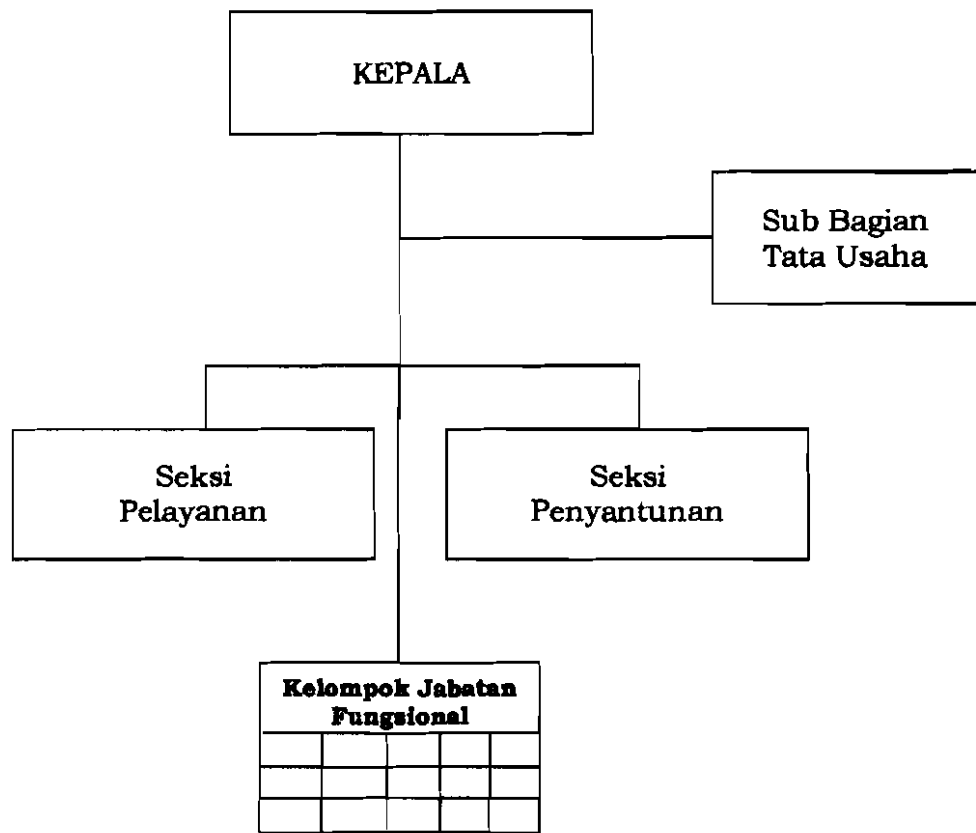 KEPALA
Sub Bagian
Tata Usaha
Seksi
Pelayanan
Seksi
Penyantunan
Kelompok Jabatan
Fungsional